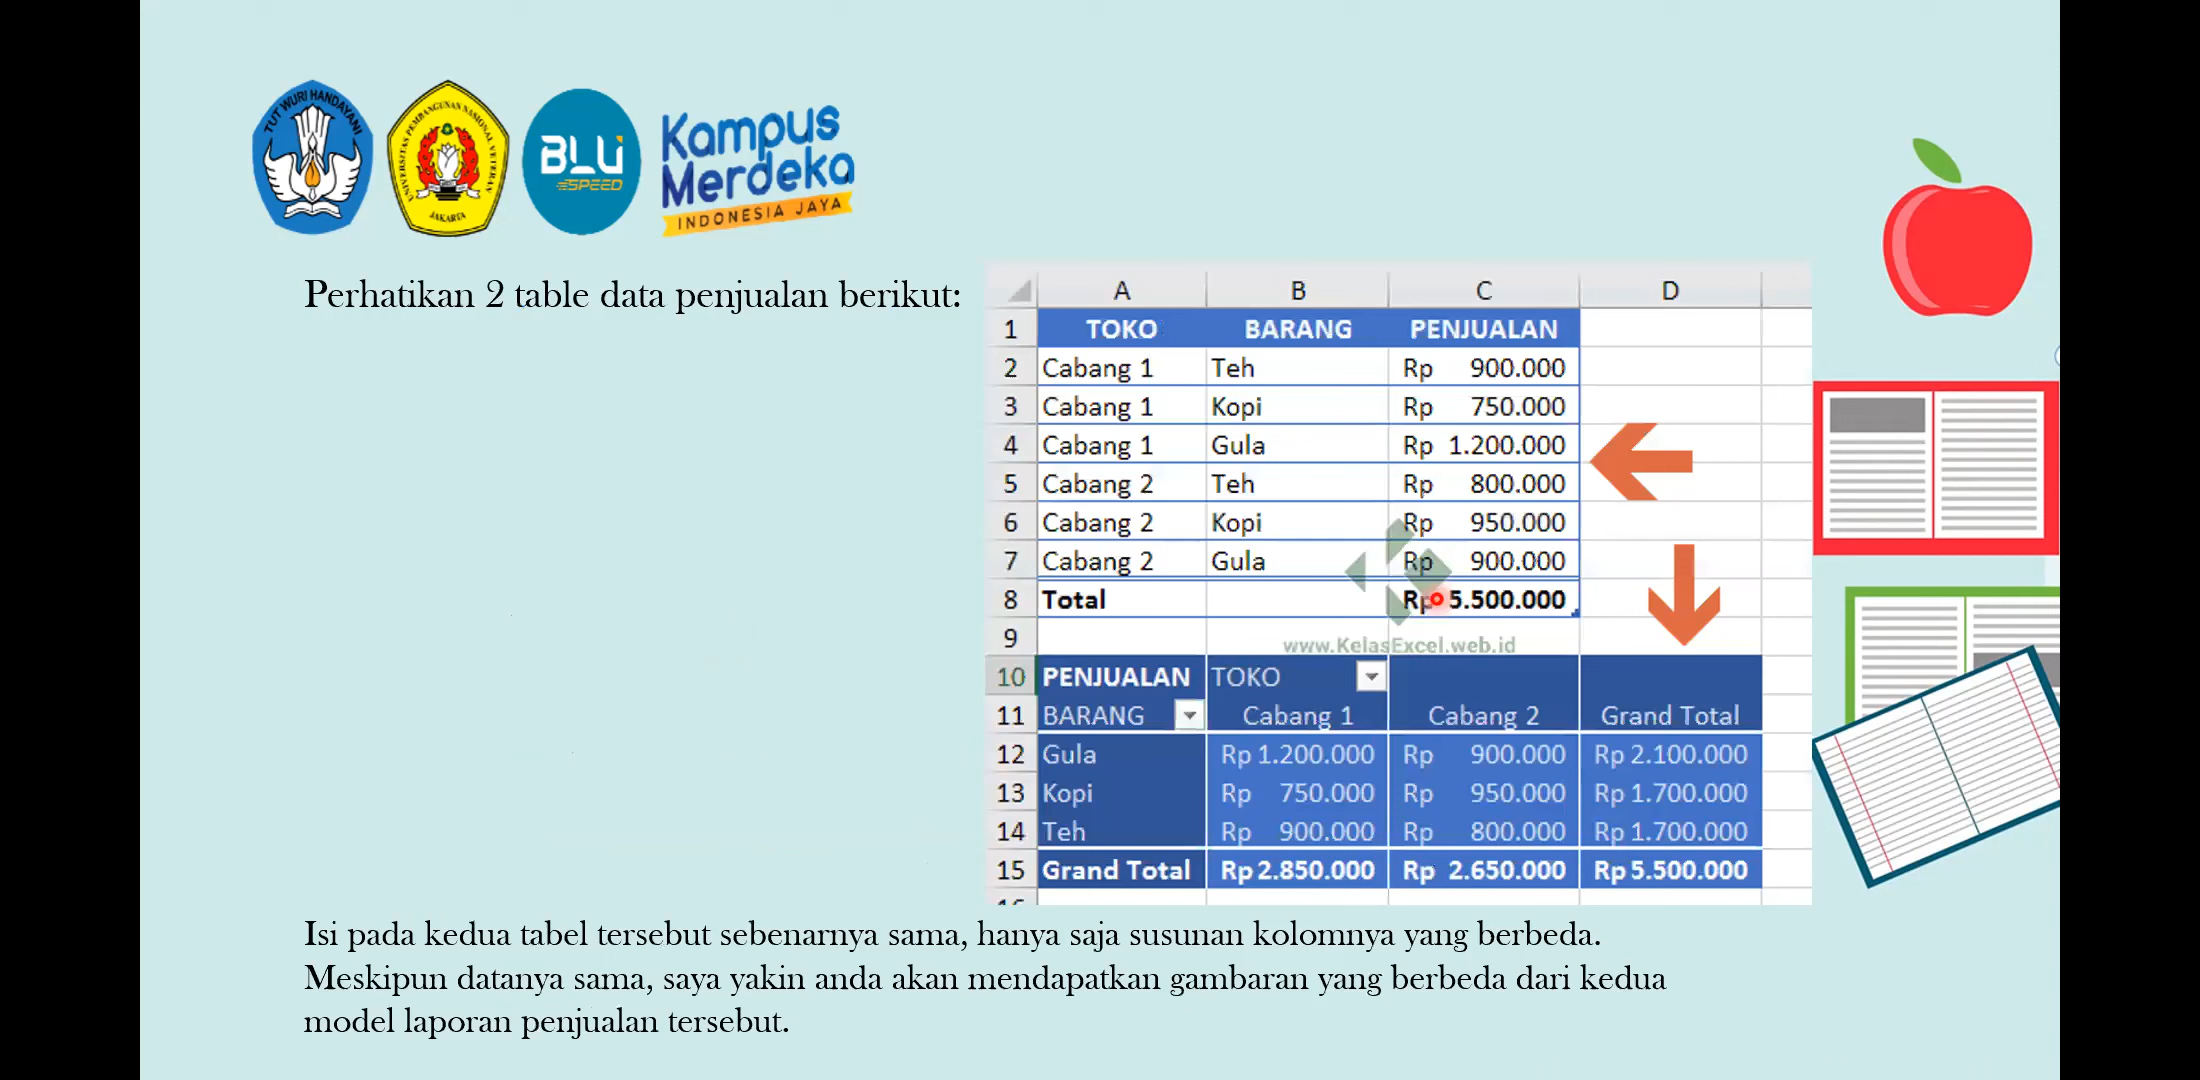 TUT WURI HANDAYANI
UNIVERSITAS PEMBANGUNAN NASIONAL VETERAN
JAKARTA
BLU
SPEED
Kampus
Merdeka
INDONESIA JAYA
Perhatikan 2 table data penjualan berikut:
A B C D
1 TOKO BARANG PENJUALAN
2 Cabang 1 Teh Rp 900.000
3 Cabang 1 Kopi Rp 750.000
4 Cabang 1 Gula Rp 1.200.000
5 Cabang 2 Teh Rp 800.000
6 Cabang 2 Kopi Rp 950.000
7 Cabang 2 Gula Rp 900.000
8 Total Rp 5.500.000
9
www.KelasExcel.web.id
10 PENJUALAN TOKO
11 BARANG Cabang 1 Cabang 2 Grand Total
12 Gula Rp 1.200.000 Rp 900.000 Rp 2.100.000
13 Kopi Rp 750.000 Rp 950.000 Rp 1.700.000
14 Teh Rp 900.000 Rp 800.000 Rp 1.700.000
15 Grand Total Rp 2.850.000 Rp 2.650.000 Rp 5.500.000
Isi pada kedua tabel tersebut sebenarnya sama, hanya saja susunan kolomnya yang berbeda.
Meskipun datanya sama, saya yakin anda akan mendapatkan gambaran yang berbeda dari kedua
model laporan penjualan tersebut.